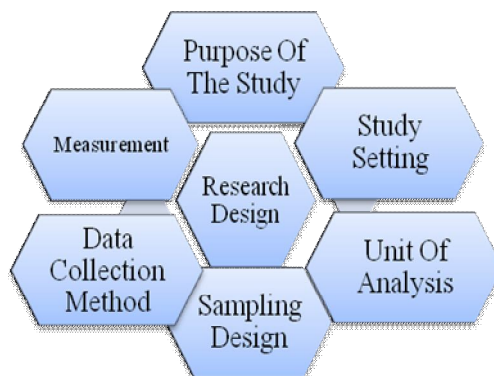 Purpose Of
The Study
Study
Setting
Measurement
Research
Design
Unit Of
Analysis
Data
Collection
Method
Sampling
Design